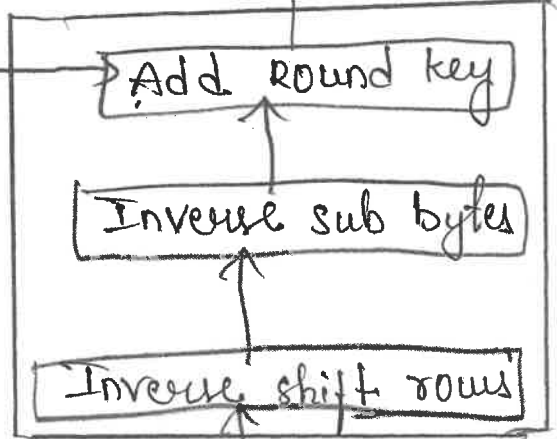 Add Round key
Inverse sub bytes
Inverse shift rows